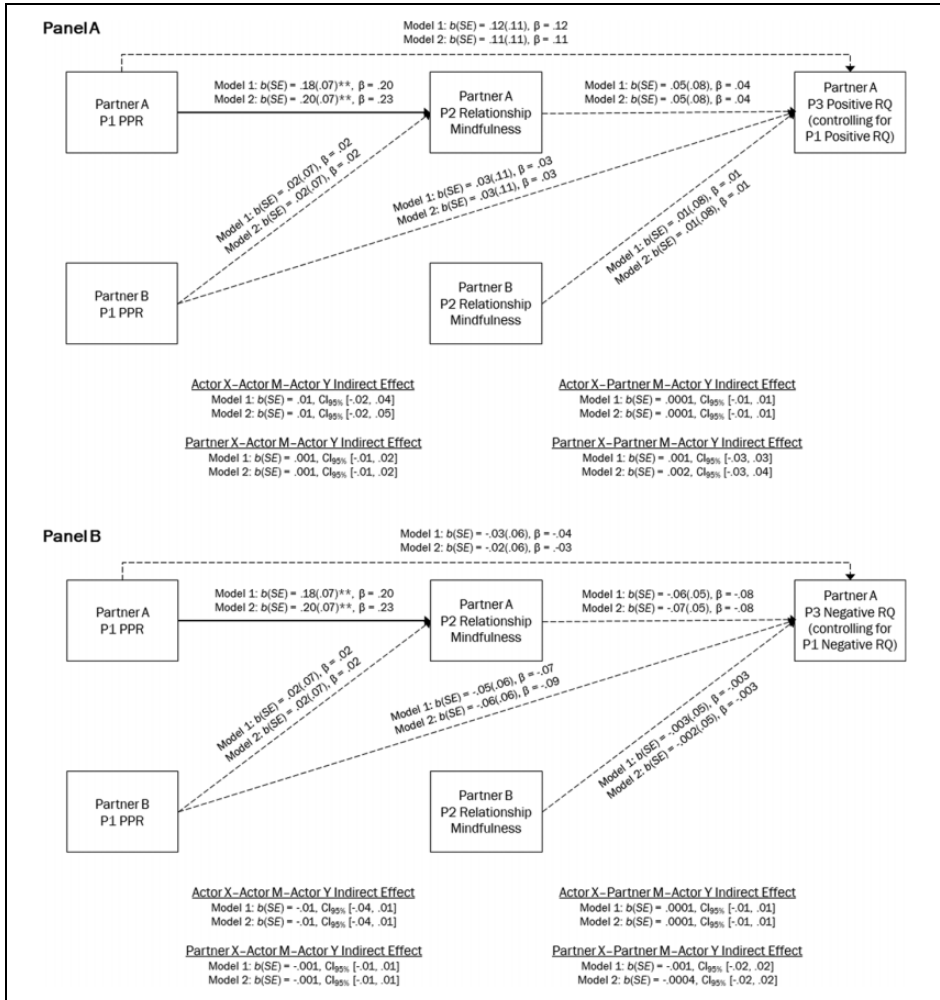 Panel A
Model 1: b(SE) = .12(.11), β = .12
Model 2: b(SE) = .11(.11), β = .11
Partner A
P1 PPR
Model 1: b(SE) = .18(.07)**, β = .20
Model 2: b(SE) = .20(.07)**, β = .23
Partner A
P2 Relationship
Mindfulness
Model 1: b(SE) = .05(.08), β = .04
Model 2: b(SE) = .05(.08), β = .04
Partner A
P3 Positive RQ
(controlling for
P1 Positive RQ)
Model 1: b(SE) = .02(.07), β = .02
Model 2: b(SE) = .02(.07), β = .02
Model 1: b(SE) = .03(.11), β = .03
Model 2: b(SE) = .03(.11), β = .03
Model 1: b(SE) = .01(.08), β = .01
Model 2: b(SE) = .01(.08), β = .01
Partner B
P1 PPR
Partner B
P2 Relationship
Mindfulness
Actor X–Actor M–Actor Y Indirect Effect
Model 1: b(SE) = .01, CI95% [-.02, .04]
Model 2: b(SE) = .01, CI95% [-.02, .05]
Actor X–Partner M–Actor Y Indirect Effect
Model 1: b(SE) = .0001, CI95% [-.01, .01]
Model 2: b(SE) = .0001, CI95% [-.01, .01]
Partner X–Actor M–Actor Y Indirect Effect
Model 1: b(SE) = .001, CI95% [-.01, .02]
Model 2: b(SE) = .001, CI95% [-.01, .02]
Partner X–Partner M–Actor Y Indirect Effect
Model 1: b(SE) = .001, CI95% [-.03, .03]
Model 2: b(SE) = .002, CI95% [-.03, .04]
Panel B
Model 1: b(SE) = -.03(.06), β = -.04
Model 2: b(SE) = -.02(.06), β = .-03
Partner A
P1 PPR
Model 1: b(SE) = .18(.07)**, β = .20
Model 2: b(SE) = .20(.07)**, β = .23
Partner A
P2 Relationship
Mindfulness
Model 1: b(SE) = -.06(.05), β = -.08
Model 2: b(SE) = -.07(.05), β = -.08
Partner A
P3 Negative RQ
(controlling for
P1 Negative RQ)
Model 1: b(SE) = .02(.07), β = .02
Model 2: b(SE) = .02(.07), β = .02
Model 1: b(SE) = -.05(.06), β = -.07
Model 2: b(SE) = -.06(.06), β = -.09
Model 1: b(SE) = -.003(.05), β = -.003
Model 2: b(SE) = -.002(.05), β = -.003
Partner B
P1 PPR
Partner B
P2 Relationship
Mindfulness
Actor X–Actor M–Actor Y Indirect Effect
Model 1: b(SE) = -.01, CI95% [-.04, .01]
Model 2: b(SE) = -.01, CI95% [-.04, .01]
Actor X–Partner M–Actor Y Indirect Effect
Model 1: b(SE) = .0001, CI95% [-.01, .01]
Model 2: b(SE) = .0001, CI95% [-.01, .01]
Partner X–Actor M–Actor Y Indirect Effect
Model 1: b(SE) = -.001, CI95% [-.01, .01]
Model 2: b(SE) = -.001, CI95% [-.01, .01]
Partner X–Partner M–Actor Y Indirect Effect
Model 1: b(SE) = -.001, CI95% [-.02, .02]
Model 2: b(SE) = -.0004, CI95% [-.02, .02]